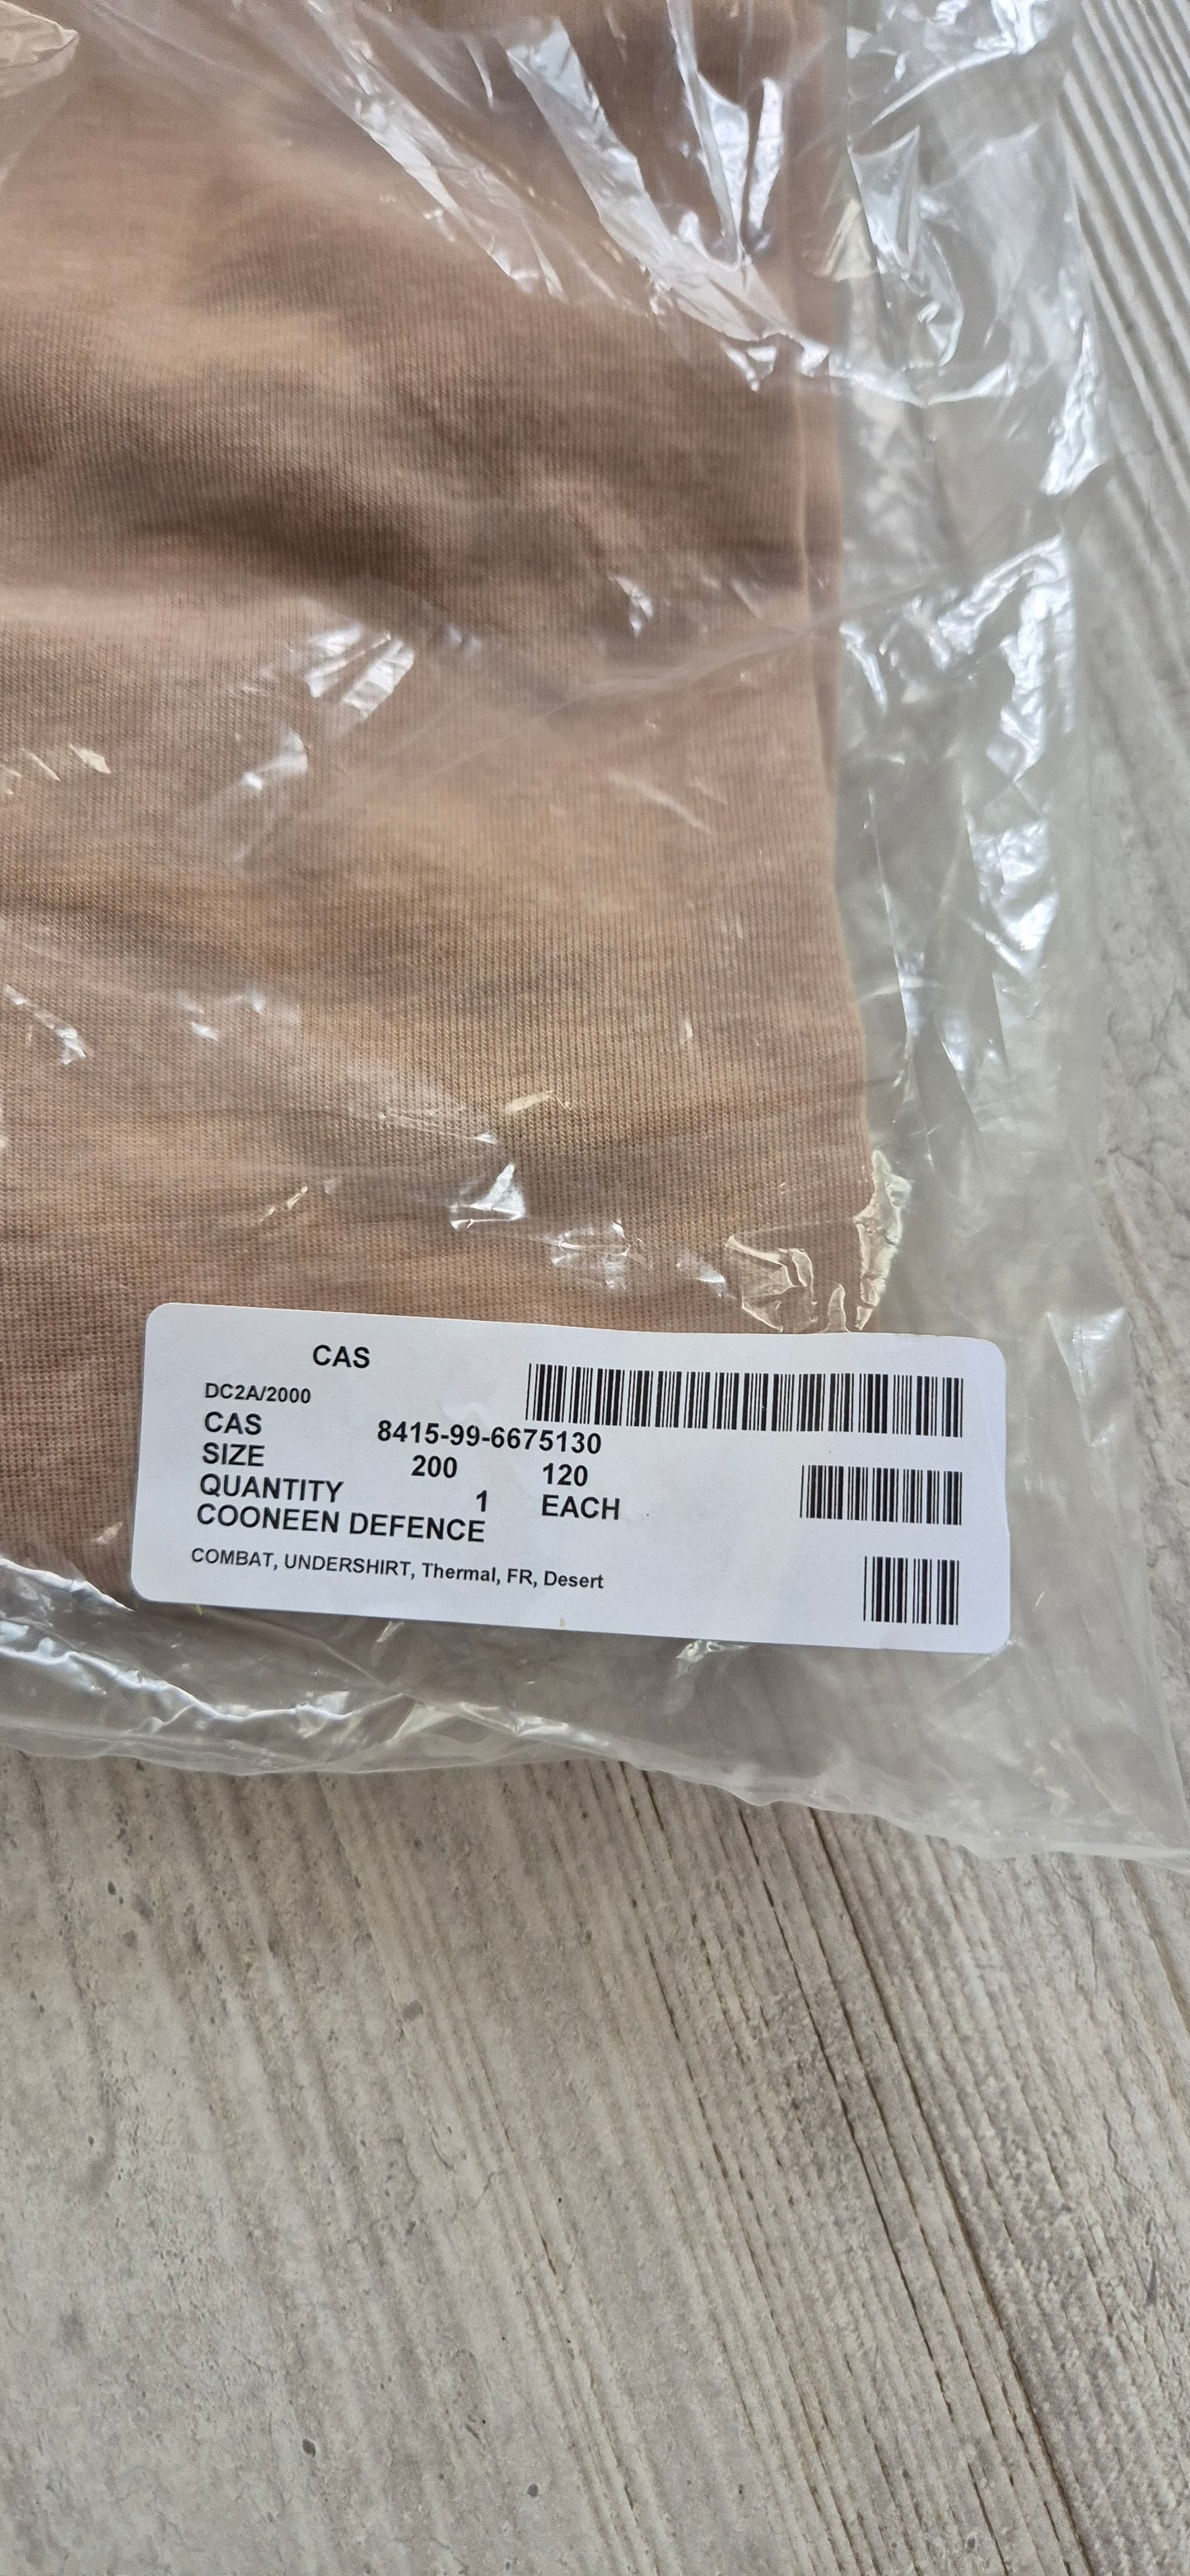 CAS
DC2A/2000
CAS 8415-99-6675130
SIZE 200 120
QUANTITY 1 EACH
COONEEN DEFENCE
COMBAT, UNDERSHIRT, Thermal, FR, Desert